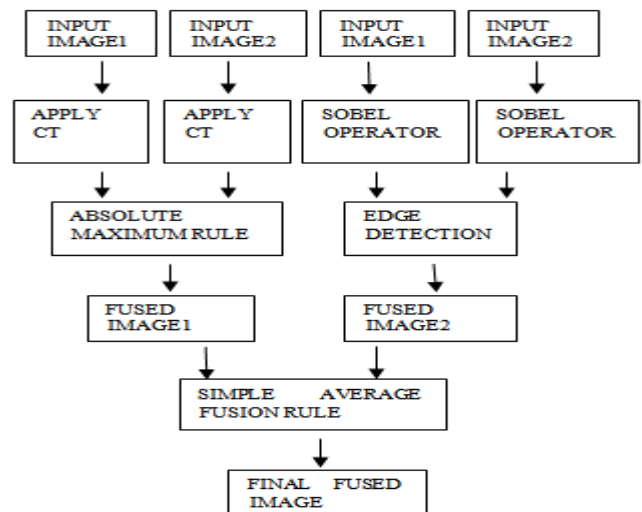 INPUT
IMAGE1
INPUT
IMAGE2
INPUT
IMAGE1
INPUT
IMAGE2
APPLY
CT
APPLY
CT
SOBEL
OPERATOR
SOBEL
OPERATOR
ABSOLUTE
MAXIMUM RULE
EDGE
DETECTION
FUSED
IMAGE1
FUSED
IMAGE2
SIMPLE AVERAGE
FUSION RULE
FINAL FUSED
IMAGE